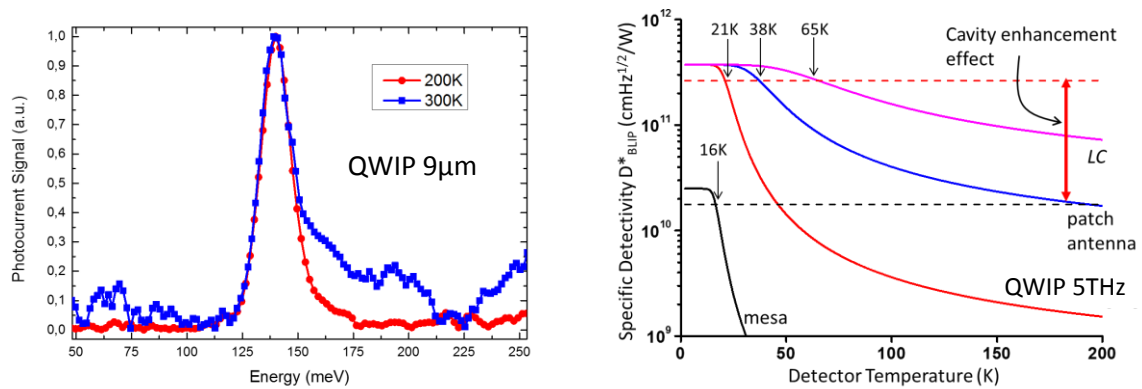 1,0
0,9
0,8
0,7
0,6
0,5
0,4
0,3
0,2
0,1
0,0
Photocurrent Signal (a.u.)
200K
300K
QWIP 9μm
50 75 100 125 150 175 200 225 250
Energy (meV)
10¹²
10¹¹
10¹⁰
10⁹
Specific Detectivity D*BLIP (cmHz1/2/W)
21K 38K 65K
Cavity enhancement
effect
16K
LC
patch
antenna
QWIP 5THz
mesa
0 50 100 150 200
Detector Temperature (K)